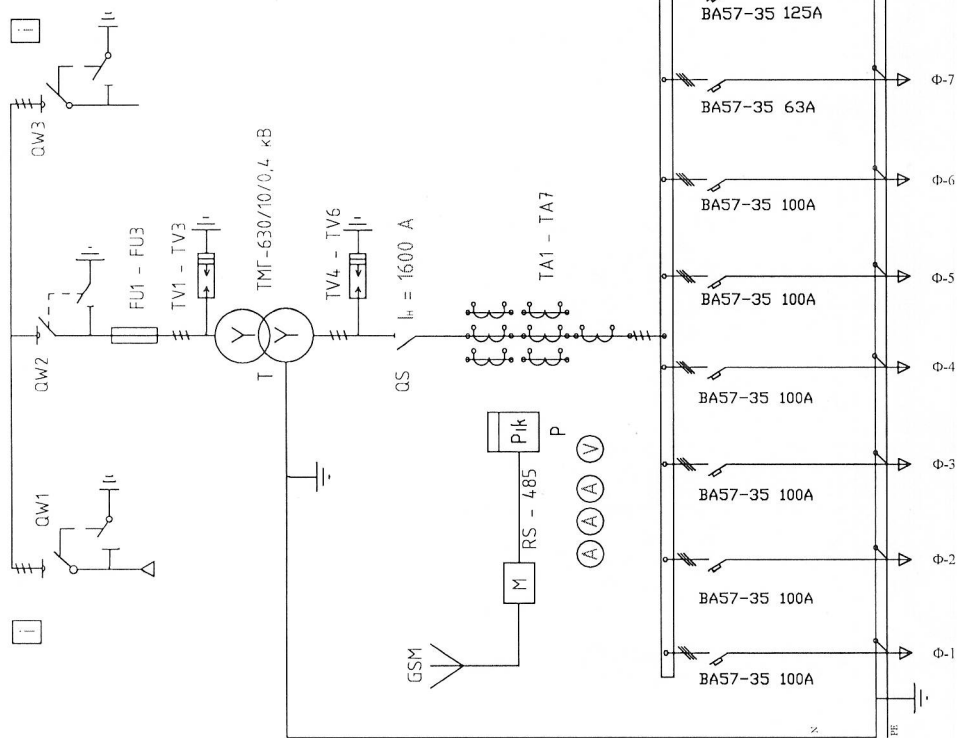 i
QW3
QW2
FU1 - FU3
TV1 - TV3
ТМГ-630/10/0,4 кВ
T
TV4 - TV6
Iн = 1600 А
QS
TA1 - TA7
QW1
i
Pik
P
RS - 485
M
GSM
A
A
A
V
ВА57-35 125А
ВА57-35 63А
Ф-7
ВА57-35 100А
Ф-6
ВА57-35 100А
Ф-5
ВА57-35 100А
Ф-4
ВА57-35 100А
Ф-3
ВА57-35 100А
Ф-2
ВА57-35 100А
Ф-1
N
PE